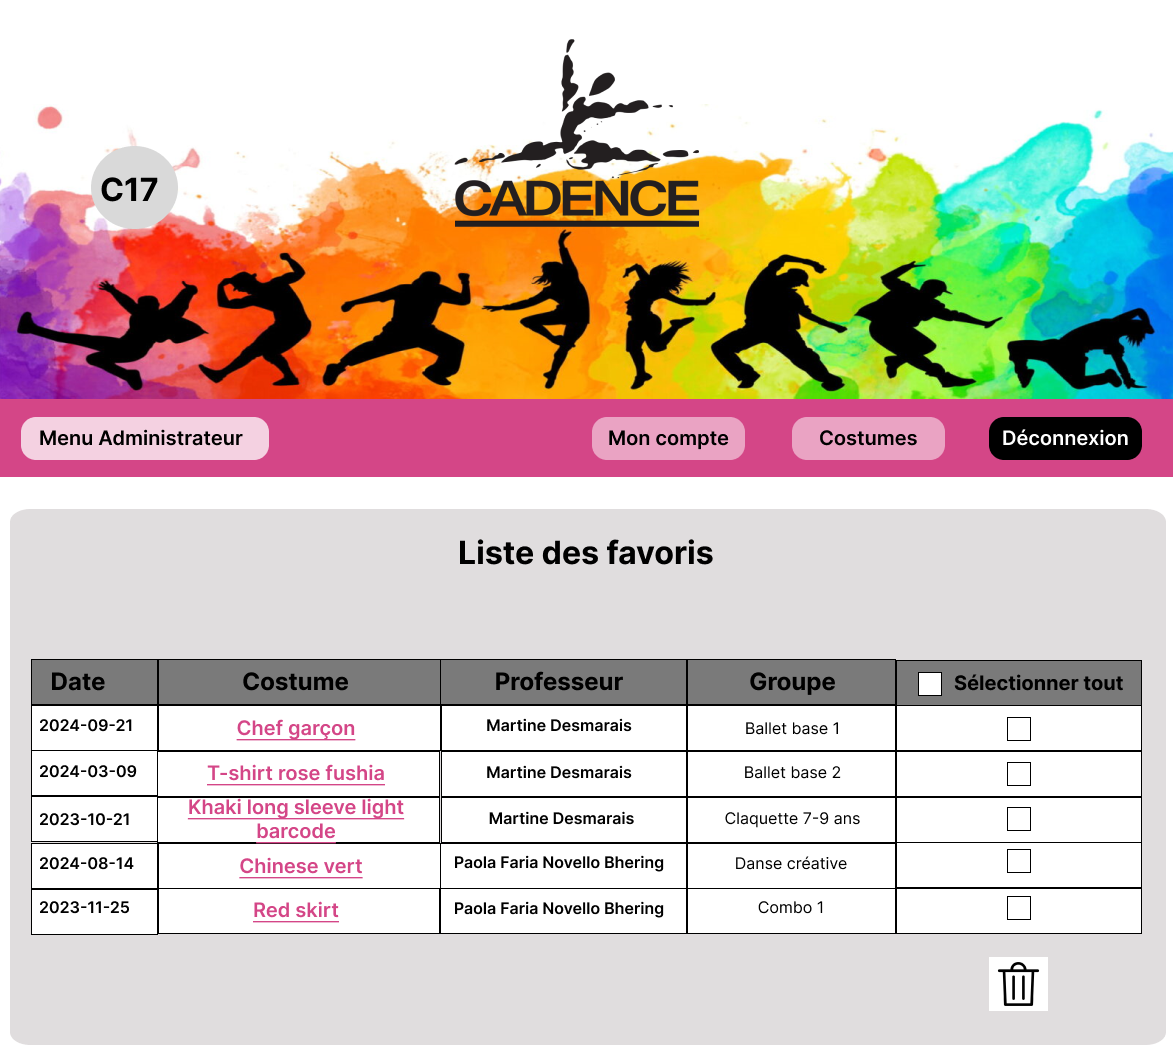 C17
CADENCE
Menu Administrateur
Mon compte
Costumes
Déconnexion
Liste des favoris
Date Costume Professeur Groupe Sélectionner tout
2024-09-21 Chef garçon Martine Desmarais Ballet base 1
2024-03-09 T-shirt rose fushia Martine Desmarais Ballet base 2
2023-10-21 Khaki long sleeve light barcode Martine Desmarais Claquette 7-9 ans
2024-08-14 Chinese vert Paola Faria Novello Bhering Danse créative
2023-11-25 Red skirt Paola Faria Novello Bhering Combo 1